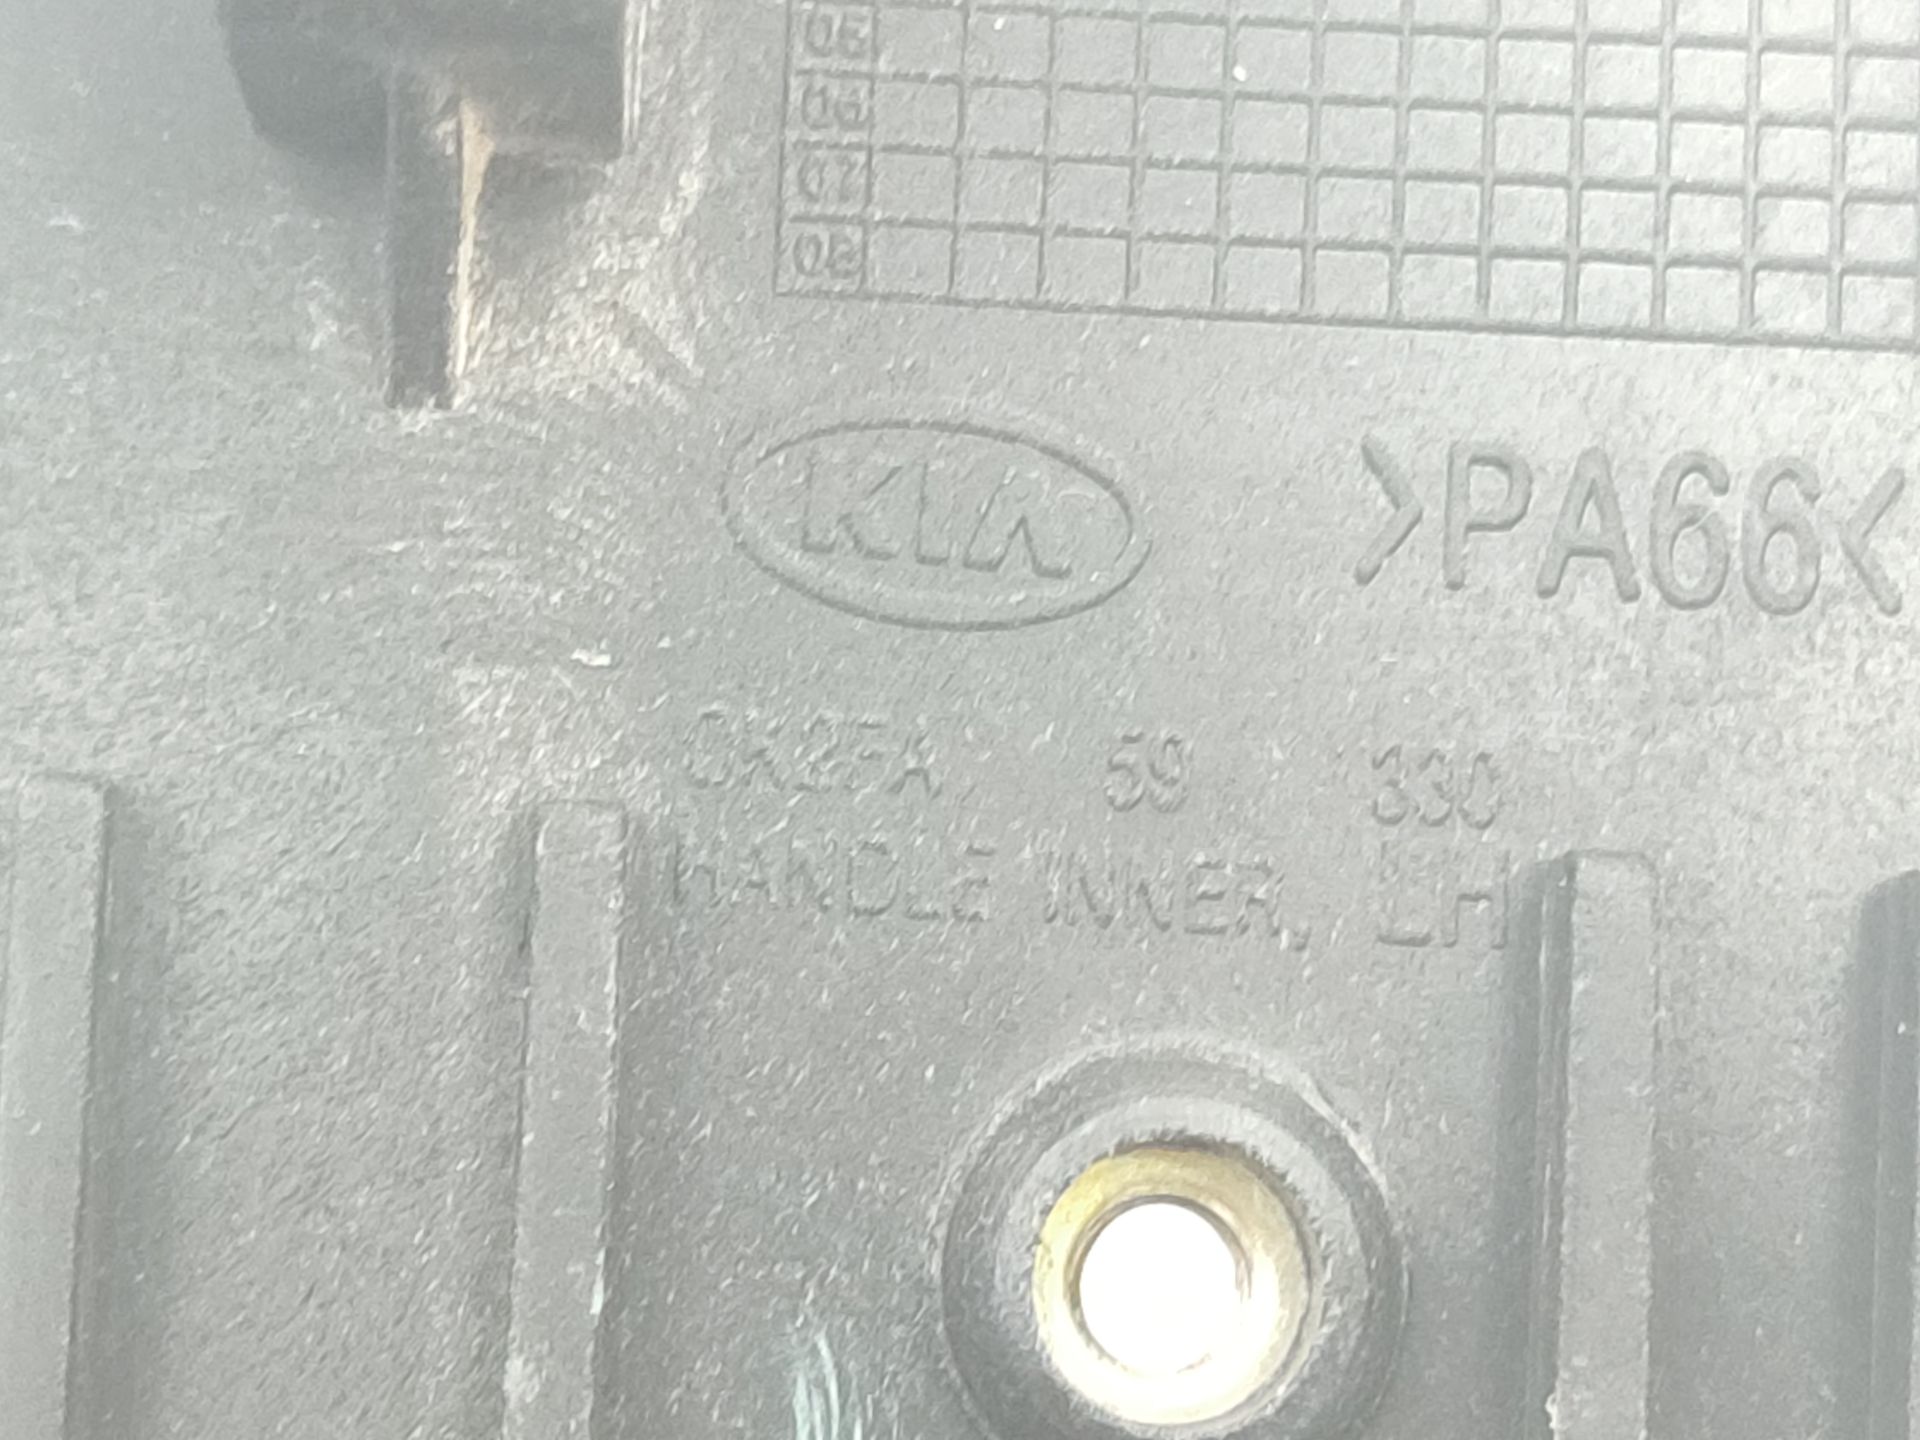 05
06
07
08
KIA
>PA66<
0K2FA 59 330
HANDLE INNER, LH